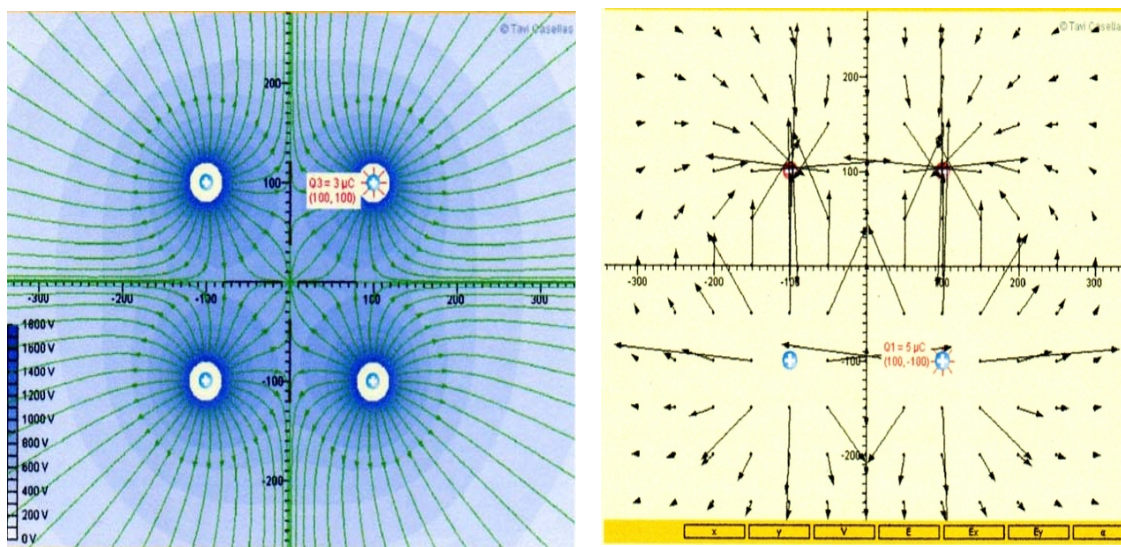 © Tavi Casellas
200
Q3 = 3 µC
(100, 100)
100
-300
-200
-100
100
200
300
-100
-200
1800 V
1600 V
1400 V
1200 V
1000 V
800 V
600 V
400 V
200 V
0 V
© Tavi Casellas
200
100
-300
-200
-100
100
200
300
Q1 = 5 µC
(100, -100)
-100
-200
x
y
V
E
Ex
Ey
α